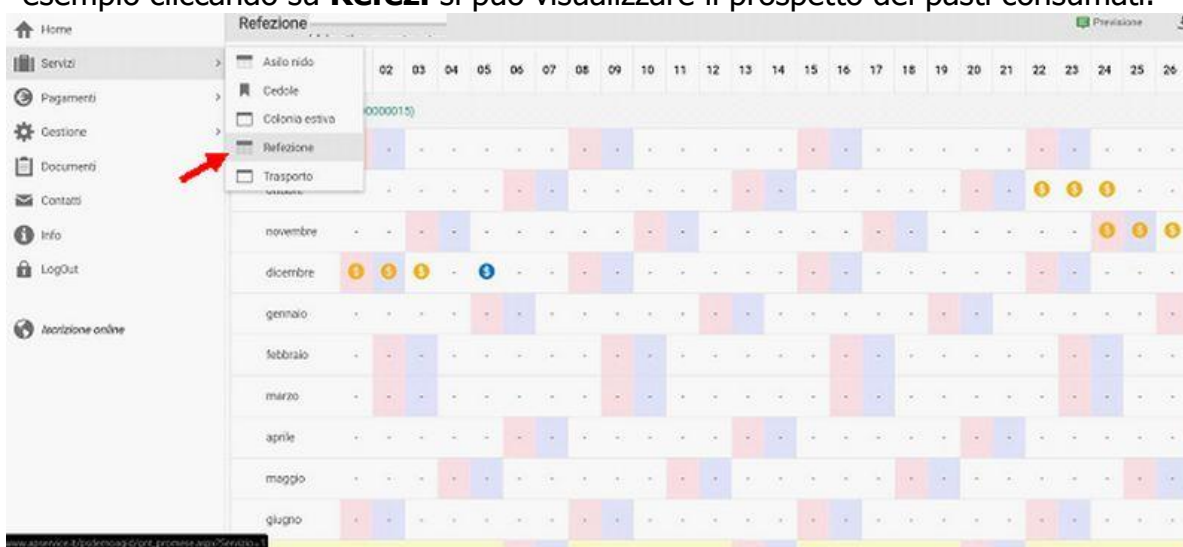 esempio cliccando su Refezi si può visualizzare il prospetto dei pasti consumati.
Home
Servizi
Pagamenti
Gestione
Documenti
Contatti
Info
LogOut
Iscrizione online
Refezione
Previsione
Asilo nido
Cedole
Colonia estiva
Refezione
Trasporto
02 03 04 05 06 07 08 09 10 11 12 13 14 15 16 17 18 19 20 21 22 23 24 25 26
0000015)
novembre
dicembre
gennaio
febbraio
marzo
aprile
maggio
giugno